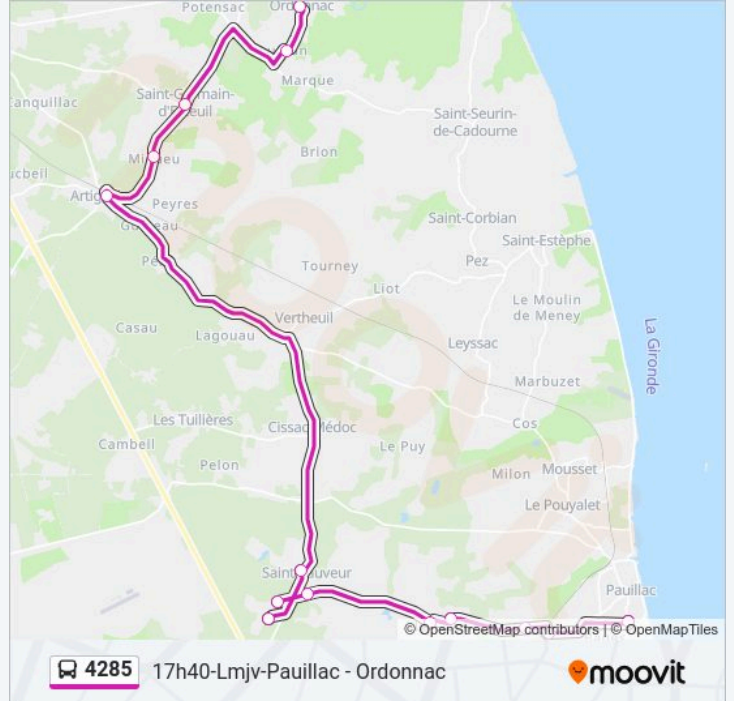 Potensac
Marque
Saint-Seurin-
de-Cadourne
Brion
Peyres
Saint-Corbian
Saint-Estèphe
Tourney
Pez
Liot
Le Moulin
de Meney
Vertheuil
Casau
Lagouau
Leyssac
La Gironde
Marbuzet
Les Tuillères
Cos
Cambell
Le Puy
Pelon
Milon
Mousset
Le Pouyalet
Pauillac
© OpenStreetMap contributors | © OpenMapTiles
4285 17h40-Lmjv-Pauillac - Ordonnac
moovit